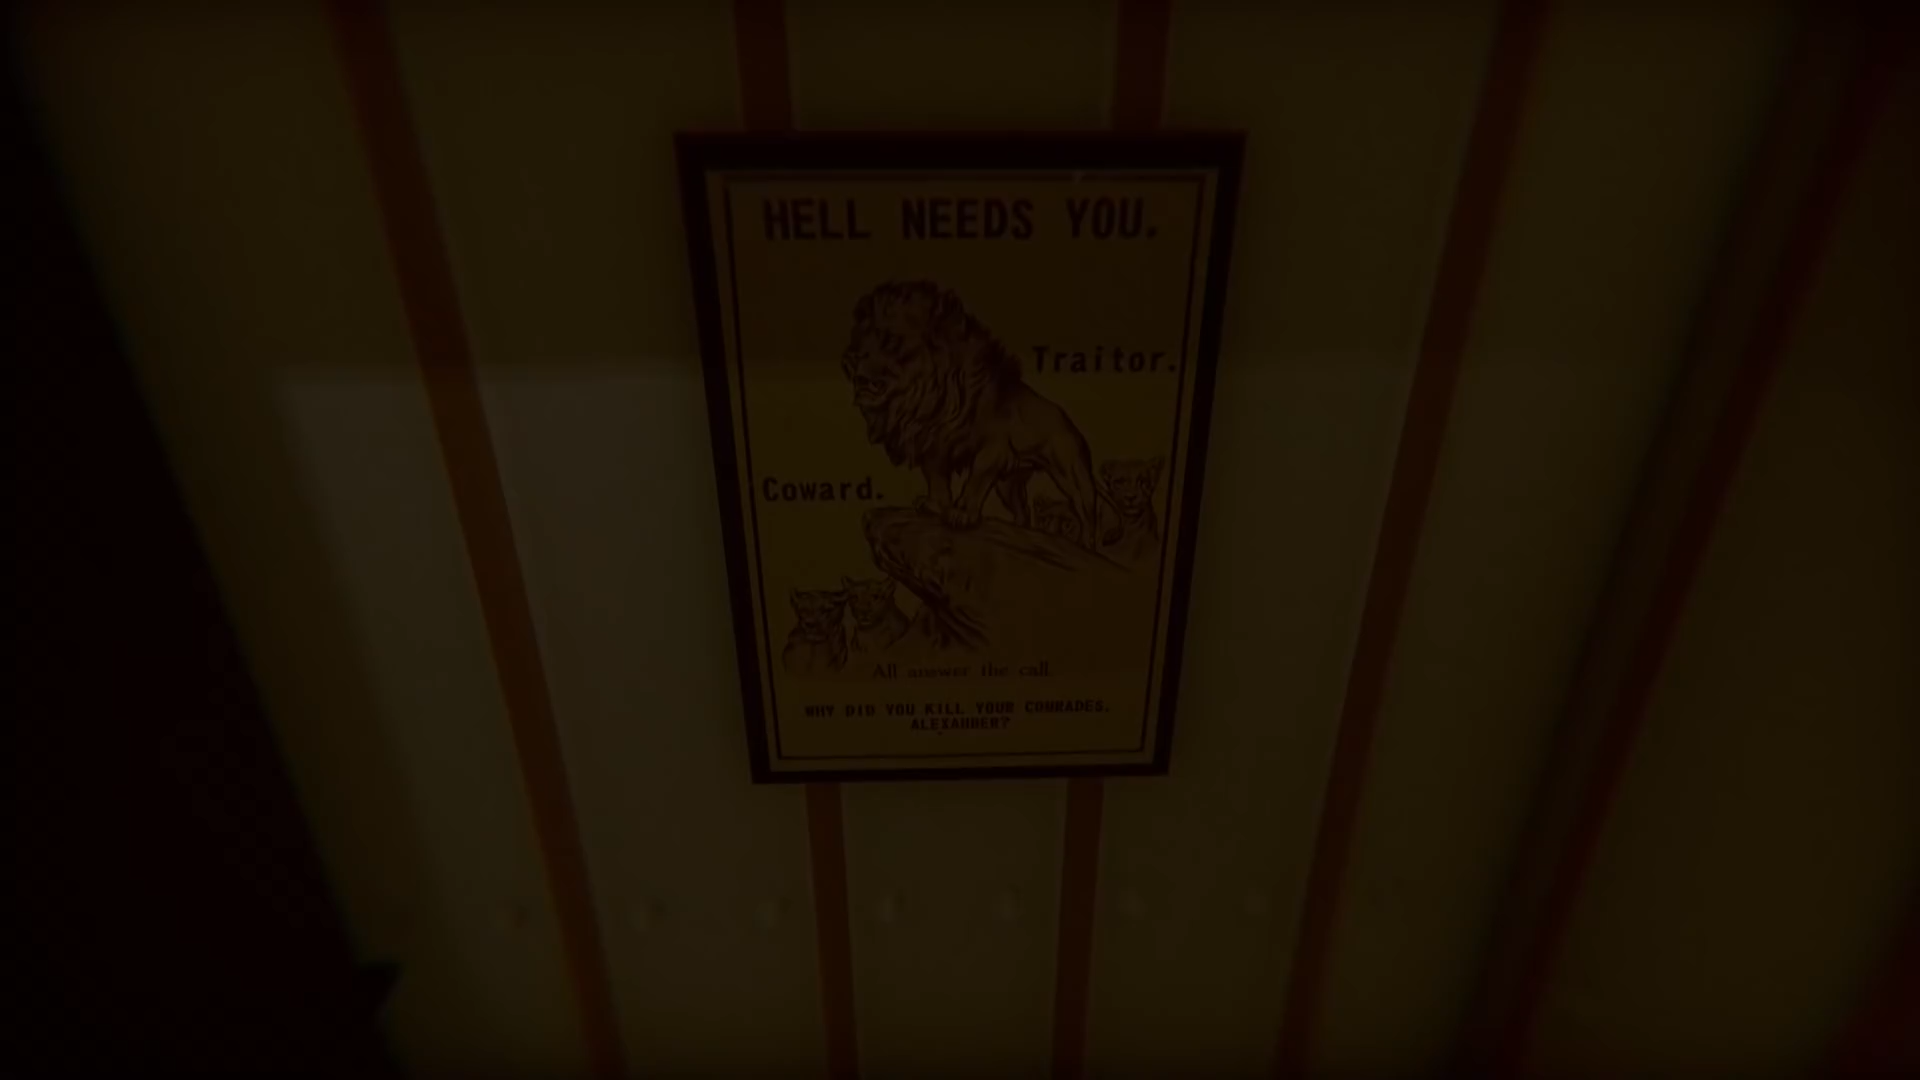 HELL NEEDS YOU.
Traitor.
Coward.
All answer the call.
WHY DID YOU KILL YOUR COMRADES,
ALEXANDER?